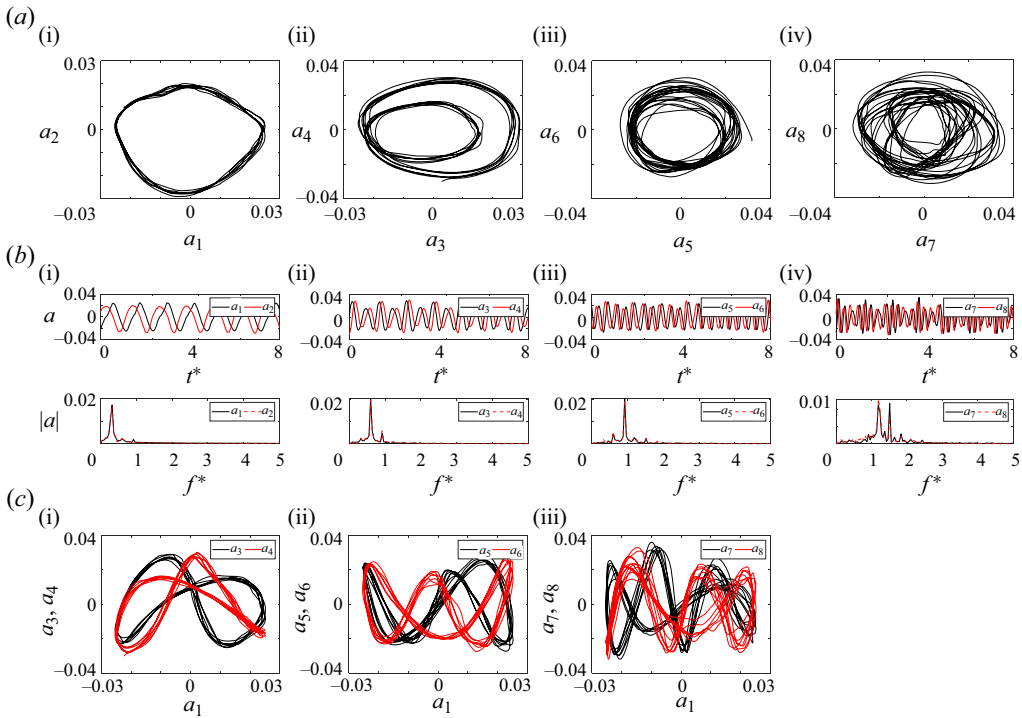 (a)
(i) (ii) (iii) (iv)
0.03 0.04 0.04 0.04
a2 0 a4 0 a6 0 a8 0
−0.03 −0.04 −0.04 −0.04
−0.03 0 0.03 −0.03 0 0.03 −0.04 0 0.04 −0.04 0 0.04
a1 a3 a5 a7
(b)
(i) (ii) (iii) (iv)
0.04 0.04 0.04 0.04
a1 a2 a3 a4 a5 a6 a7 a8
a 0 0 0 0
−0.04 −0.04 −0.04 −0.04
0 4 8 0 4 8 0 4 8 0 4 8
t* t* t* t*
0.02 0.02 0.02 0.01
a1 a2 a3 a4 a5 a6 a7 a8
|a|
0 1 2 3 4 5 0 1 2 3 4 5 0 1 2 3 4 5 0 1 2 3 4 5
f* f* f* f*
(c)
(i) (ii) (iii)
0.04 0.04 0.04
a3 a4 a5 a6 a7 a8
a3, a4 0 a5, a6 0 a7, a8 0
−0.04 −0.04 −0.04
−0.03 0 0.03 −0.03 0 0.03 −0.03 0 0.03
a1 a1 a1